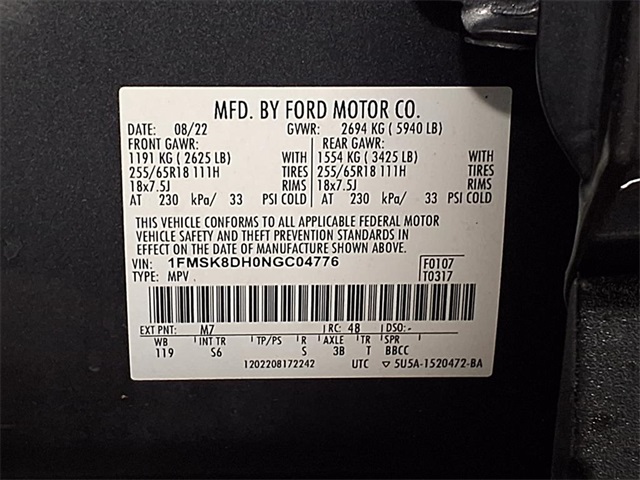 MFD. BY FORD MOTOR CO.
DATE: 08/22 GVWR: 2694 KG ( 5940 LB)
FRONT GAWR: REAR GAWR:
1191 KG ( 2625 LB) WITH 1554 KG ( 3425 LB) WITH
255/65R18 111H TIRES 255/65R18 111H TIRES
18x7.5J RIMS 18x7.5J RIMS
AT 230 kPa/ 33 PSI COLD AT 230 kPa/ 33 PSI COLD
THIS VEHICLE CONFORMS TO ALL APPLICABLE FEDERAL MOTOR
VEHICLE SAFETY AND THEFT PREVENTION STANDARDS IN
EFFECT ON THE DATE OF MANUFACTURE SHOWN ABOVE.
VIN: 1FMSK8DH0NGC04776 F0107
TYPE: MPV T0317
EXT PNT: M7 RC: 48 DSO: -
WB INT TR TP/PS R AXLE TR SPR
119 S6 S 3B T BBCC
1202208172242 UTC ▽ 5U5A-1520472-BA